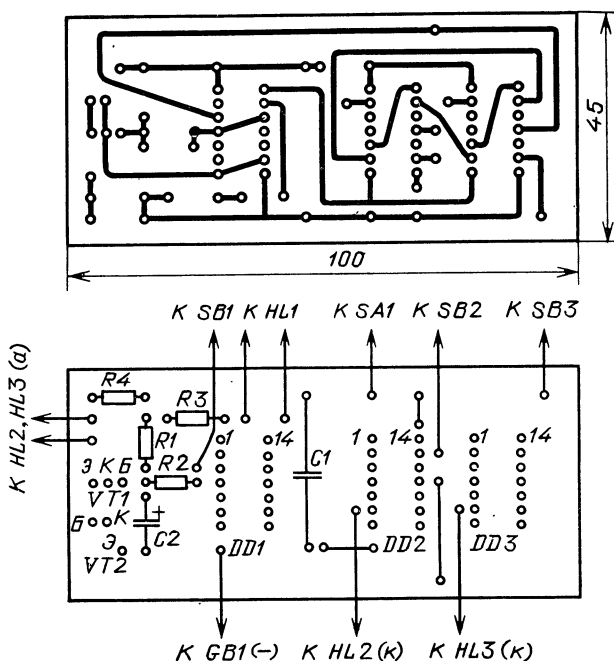 45
100
К SB1 К HL1 К SA1 К SB2 К SB3
К HL2, HL3 (а)
R4 R3
R1 1 14 1 14 1 14
Э К Б R2 C1
VT1
Б К + C2
Э DD1 DD2 DD3
VT2
К GB1(–) К HL2(к) К HL3(к)